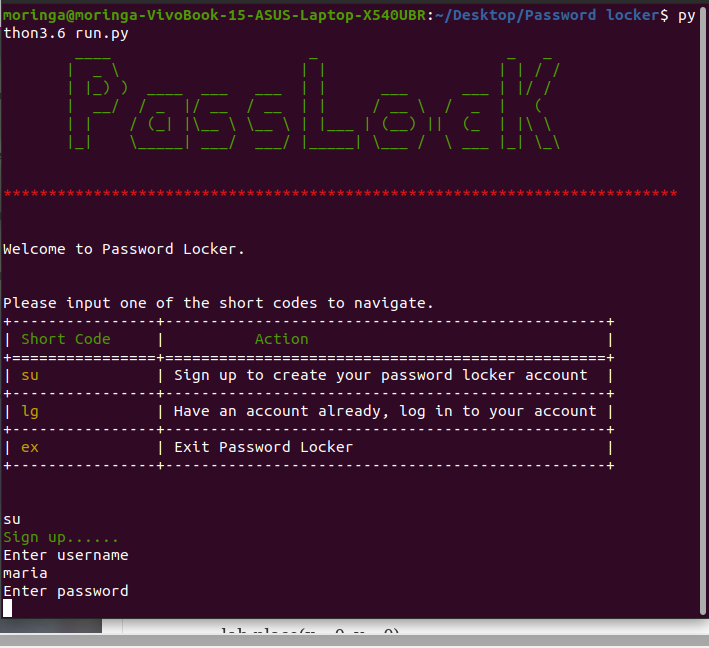 moringa@moringa-VivoBook-15-ASUS-Laptop-X540UBR:~/Desktop/Password locker$ py
thon3.6 run.py
PassLocK
***************************************************************************
Welcome to Password Locker.
Please input one of the short codes to navigate.
+----------------+-------------------------------------------------+
| Short Code | Action |
+================+=================================================+
| su | Sign up to create your password locker account |
+----------------+-------------------------------------------------+
| lg | Have an account already, log in to your account |
+----------------+-------------------------------------------------+
| ex | Exit Password Locker |
+----------------+-------------------------------------------------+
su
Sign up......
Enter username
maria
Enter password